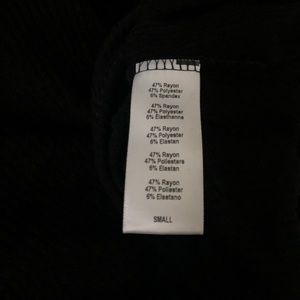 47% Rayon
47% Polyester
6% Spandex
47% Rayon
47% Polyester
6% Elasthanne
47% Rayon
47% Polyester
6% Elastan
47% Rayon
47% Poliestere
6% Elastan
47% Rayon
47% Poliester
6% Elastano
SMALL